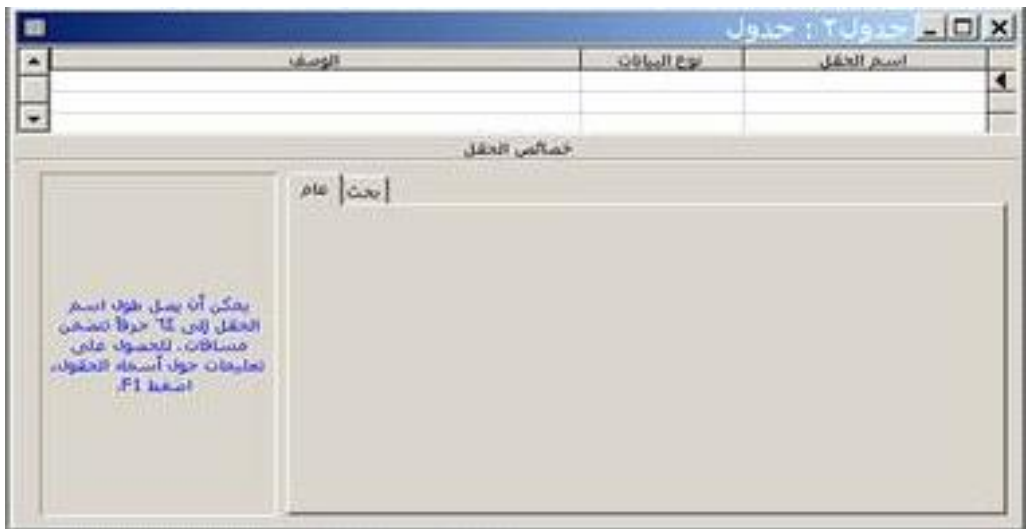 جدول٢ : جدول
اسم الحقل نوع البيانات الوصف
خصائص الحقل
عام بحث
يمكن أن يصل طول اسم
الحقل إلى ٦٤ حرفاً تتضمن
مسافات. للحصول على
تعليمات حول أسماء الحقول،
اضغط F1.